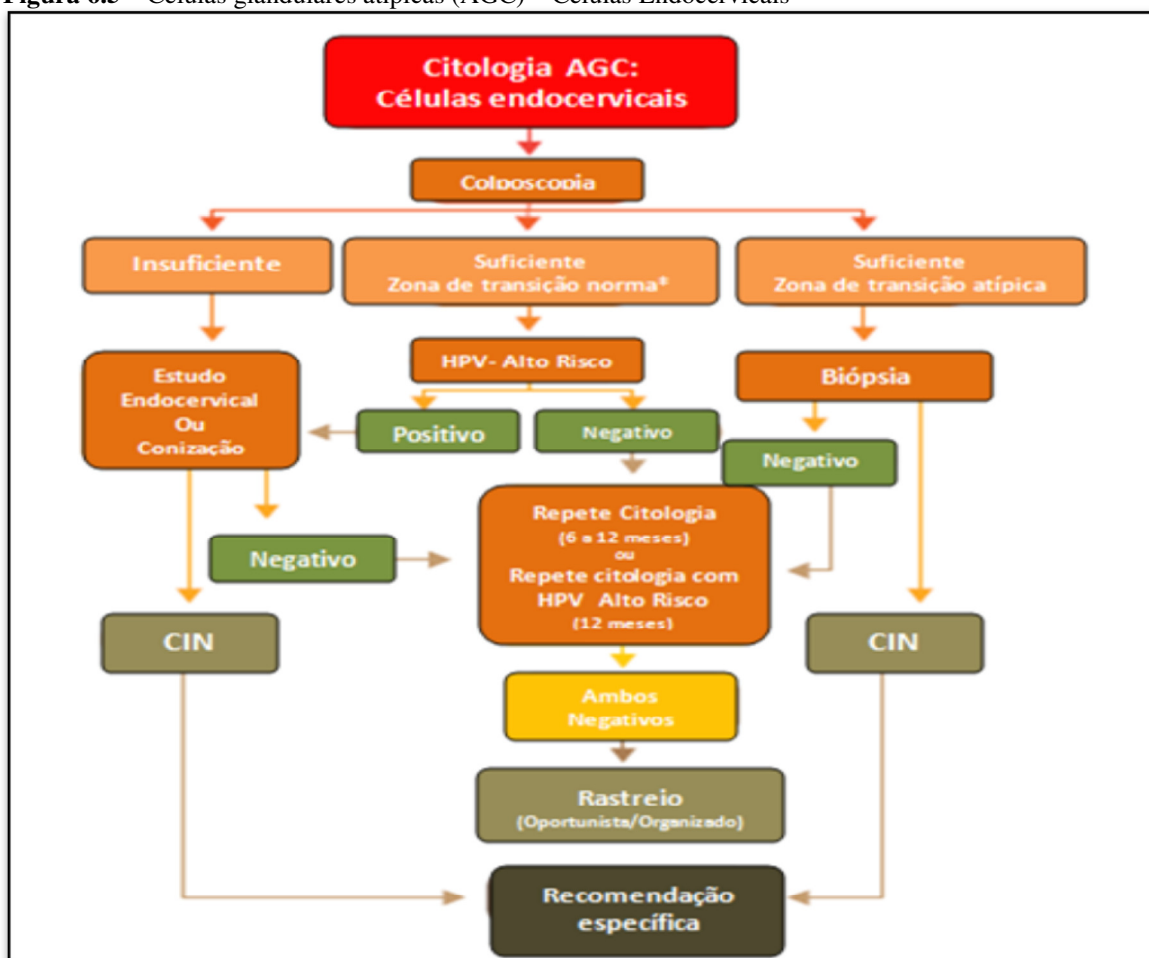 Figura 6.3 – Células glandulares atípicas (AGC) – Células Endocervicais
Citologia AGC:
Células endocervicais
Colposcopia
Insuficiente
Suficiente
Zona de transição norma*
Suficiente
Zona de transição atípica
Estudo
Endocervical
Ou
Conização
HPV- Alto Risco
Biópsia
Positivo
Negativo
Negativo
Repete Citologia
(6 a 12 meses)
ou
Repete citologia com
HPV Alto Risco
(12 meses)
Negativo
CIN
CIN
Ambos
Negativos
Rastreio
(Oportunista/Organizado)
Recomendação
específica